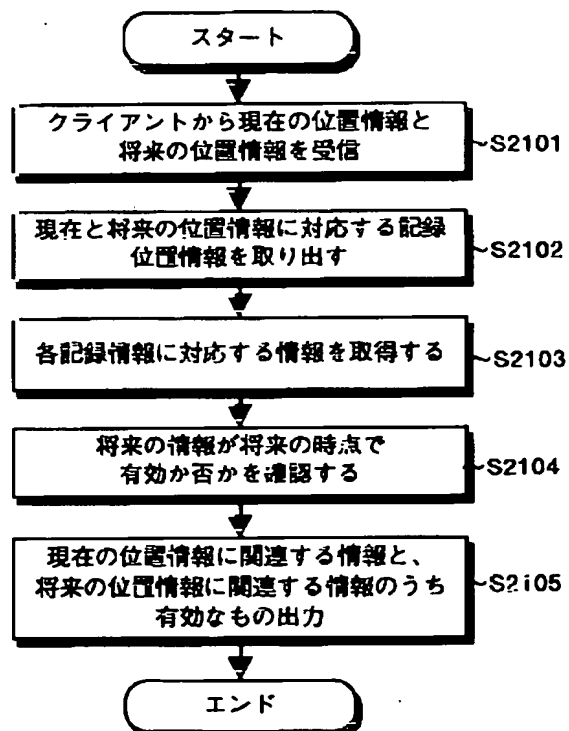 スタート
クライアントから現在の位置情報と
将来の位置情報を受信
S2101
現在と将来の位置情報に対応する記録
位置情報を取り出す
S2102
各記録情報に対応する情報を取得する
S2103
将来の情報が将来の時点で
有効か否かを確認する
S2104
現在の位置情報に関連する情報と、
将来の位置情報に関連する情報のうち
有効なもの出力
S2105
エンド